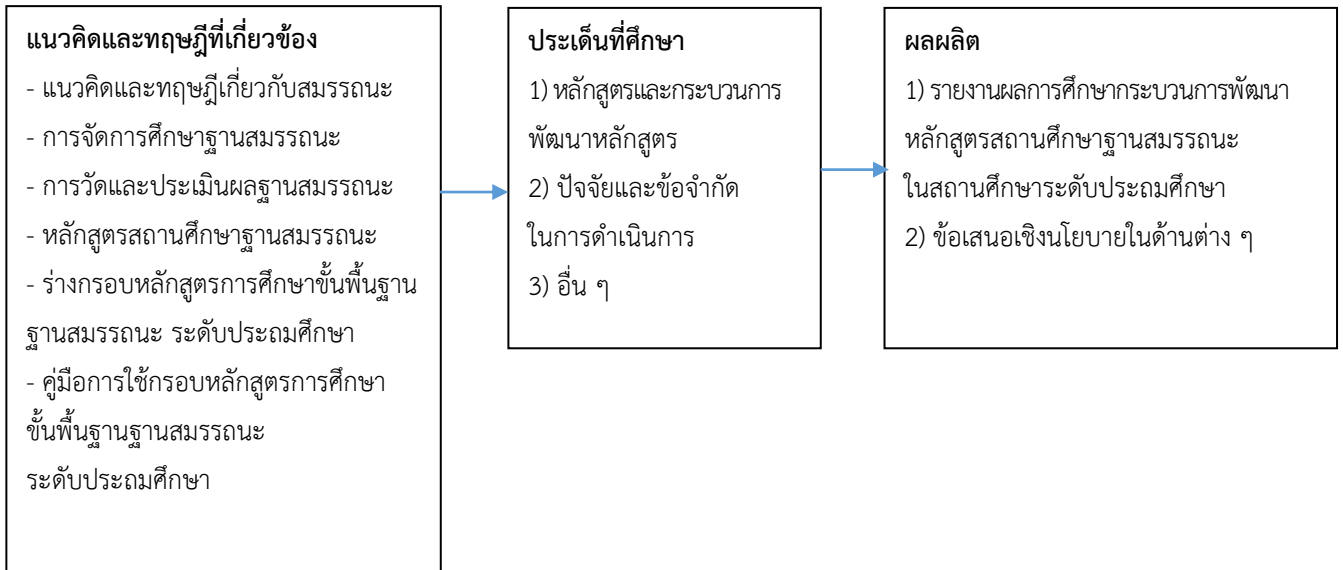 แนวคิดและทฤษฎีที่เกี่ยวข้อง
- แนวคิดและทฤษฎีเกี่ยวกับสมรรถนะ
- การจัดการศึกษาฐานสมรรถนะ
- การวัดและประเมินผลฐานสมรรถนะ
- หลักสูตรสถานศึกษาฐานสมรรถนะ
- ร่างกรอบหลักสูตรการศึกษาขั้นพื้นฐาน
ฐานสมรรถนะ ระดับประถมศึกษา
- คู่มือการใช้กรอบหลักสูตรการศึกษา
ขั้นพื้นฐานฐานสมรรถนะ
ระดับประถมศึกษา
ประเด็นที่ศึกษา
1) หลักสูตรและกระบวนการ
พัฒนาหลักสูตร
2) ปัจจัยและข้อจำกัด
ในการดำเนินการ
3) อื่น ๆ
ผลผลิต
1) รายงานผลการศึกษากระบวนการพัฒนา
หลักสูตรสถานศึกษาฐานสมรรถนะ
ในสถานศึกษาระดับประถมศึกษา
2) ข้อเสนอเชิงนโยบายในด้านต่าง ๆ